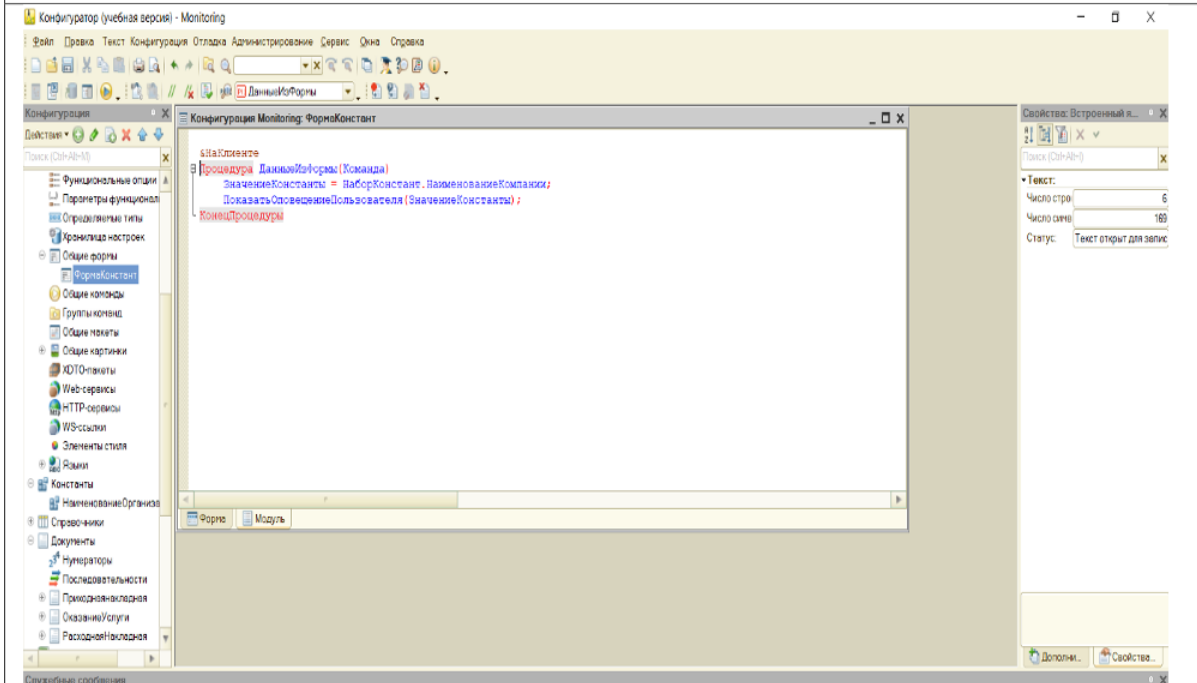 Конфигуратор (учебная версия) - Monitoring
Файл Правка Текст Конфигурация Отладка Администрирование Сервис Окна Справка
ДанныеИзФормы
Конфигурация
Действия
Поиск (Ctrl+Alt+M)
Функциональные опции
Параметры функционал
Определяемые типы
Хранилища настроек
Общие формы
ФормаКонстант
Общие команды
Группы команд
Общие макеты
Общие картинки
XDTO-пакеты
Web-сервисы
HTTP-сервисы
WS-ссылки
Элементы стиля
Языки
Константы
НаименованиеОрганиза
Справочники
Документы
Нумераторы
Последовательности
Приходнаянакладная
ОказаниеУслуги
РасходнаяНакладная
Конфигурация Monitoring: ФормаКонстант
&НаКлиенте
Процедура ДанныеИзФормы(Команда)
ЗначениеКонстанты = НаборКонстант.НаименованиеКомпании;
ПоказатьОповещениеПользователя(ЗначениеКонстанты);
КонецПроцедуры
Форма
Модуль
Свойства: Встроенный я...
Поиск (Ctrl+Alt+I)
Текст:
Число стро 6
Число симв 169
Статус: Текст открыт для запис
Дополни...
Свойства...
Служебные сообщения